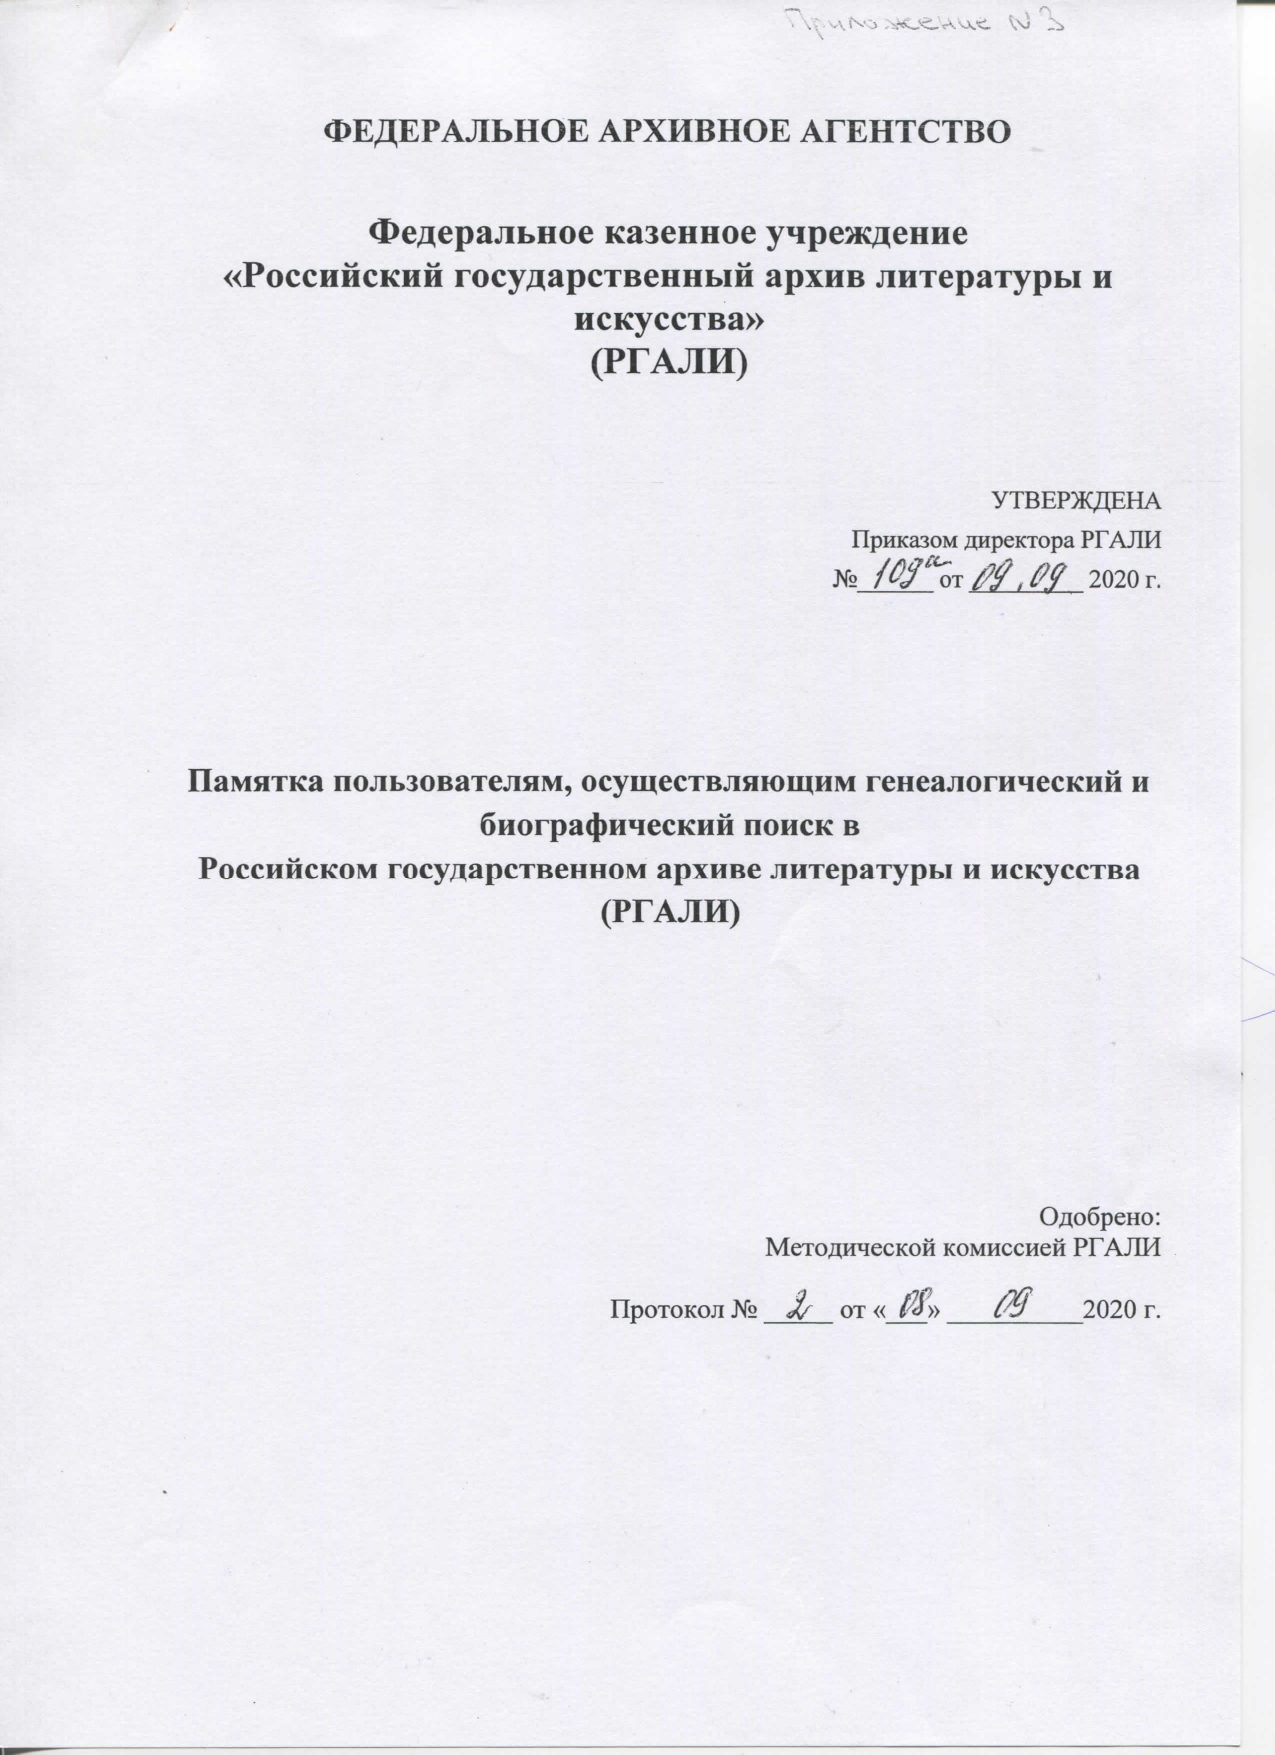 Приложение №3
ФЕДЕРАЛЬНОЕ АРХИВНОЕ АГЕНТСТВО
Федеральное казенное учреждение
«Российский государственный архив литературы и
искусства»
(РГАЛИ)
УТВЕРЖДЕНА
Приказом директора РГАЛИ
№ 109а от 09.09 2020 г.
Памятка пользователям, осуществляющим генеалогический и
биографический поиск в
Российском государственном архиве литературы и искусства
(РГАЛИ)
Одобрено:
Методической комиссией РГАЛИ
Протокол № 2 от «08» 09 2020 г.